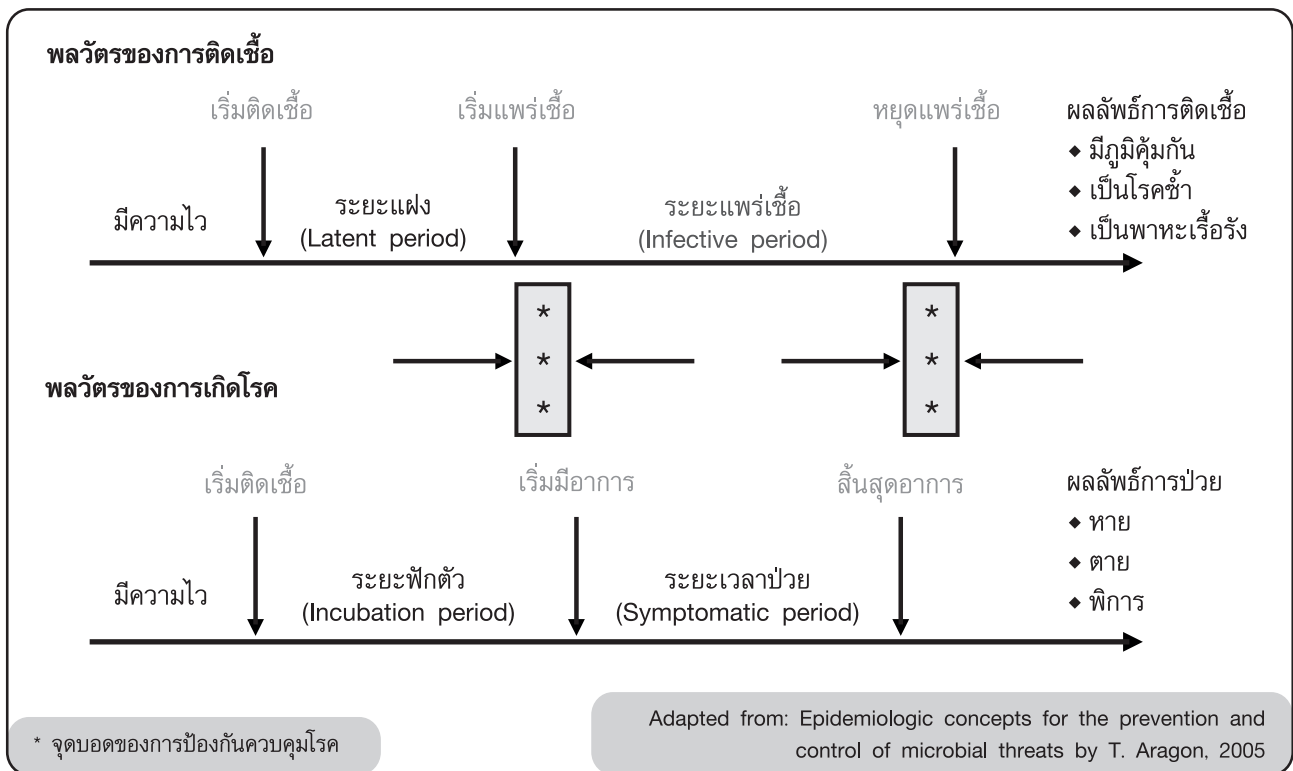 พลวัตรของการติดเชื้อ
เริ่มติดเชื้อ เริ่มแพร่เชื้อ หยุดแพร่เชื้อ ผลลัพธ์การติดเชื้อ
◆ มีภูมิคุ้มกัน
◆ เป็นโรคซ้ำ
◆ เป็นพาหะเรื้อรัง
มีความไว ระยะแฝง ระยะแพร่เชื้อ
(Latent period) (Infective period)
* *
* *
* *
พลวัตรของการเกิดโรค
เริ่มติดเชื้อ เริ่มมีอาการ สิ้นสุดอาการ ผลลัพธ์การป่วย
◆ หาย
◆ ตาย
◆ พิการ
มีความไว ระยะฟักตัว ระยะเวลาป่วย
(Incubation period) (Symptomatic period)
* จุดบอดของการป้องกันควบคุมโรค
Adapted from: Epidemiologic concepts for the prevention and
control of microbial threats by T. Aragon, 2005